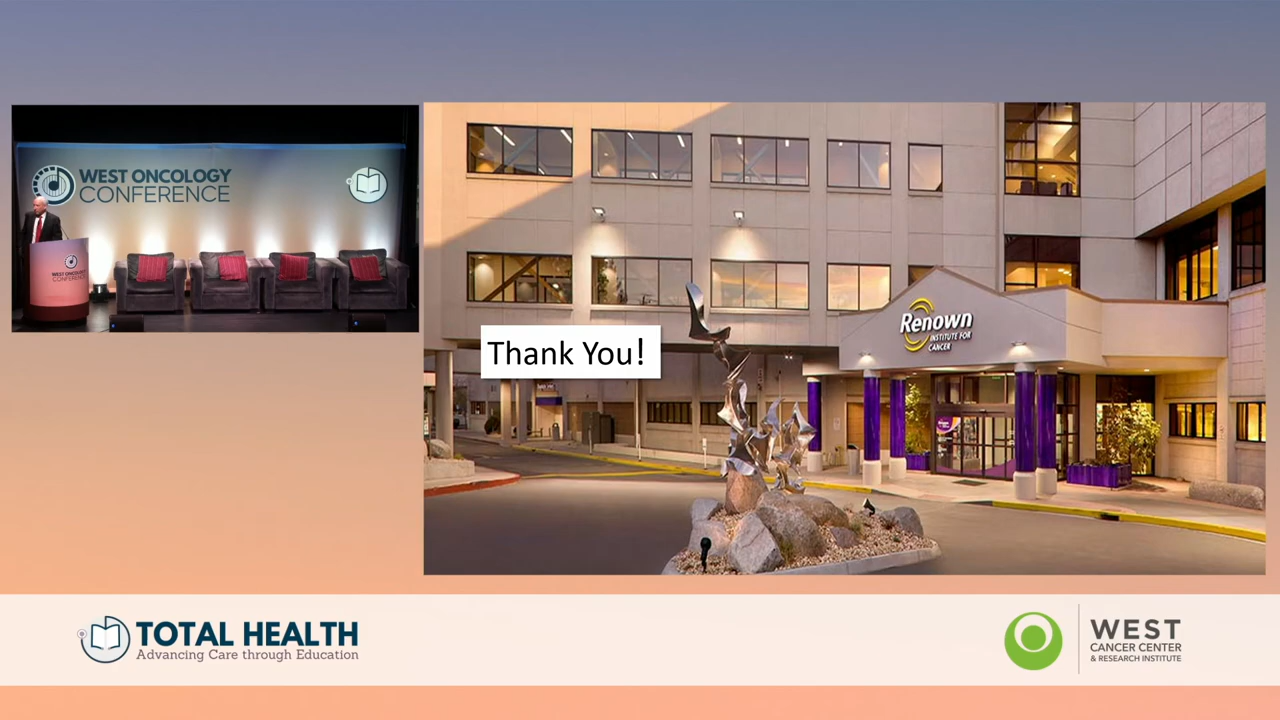 WEST ONCOLOGY
CONFERENCE
WEST ONCOLOGY
CONFERENCE
Thank You!
Renown
INSTITUTE FOR
CANCER
TOTAL HEALTH
Advancing Care through Education
WEST
CANCER CENTER
& RESEARCH INSTITUTE